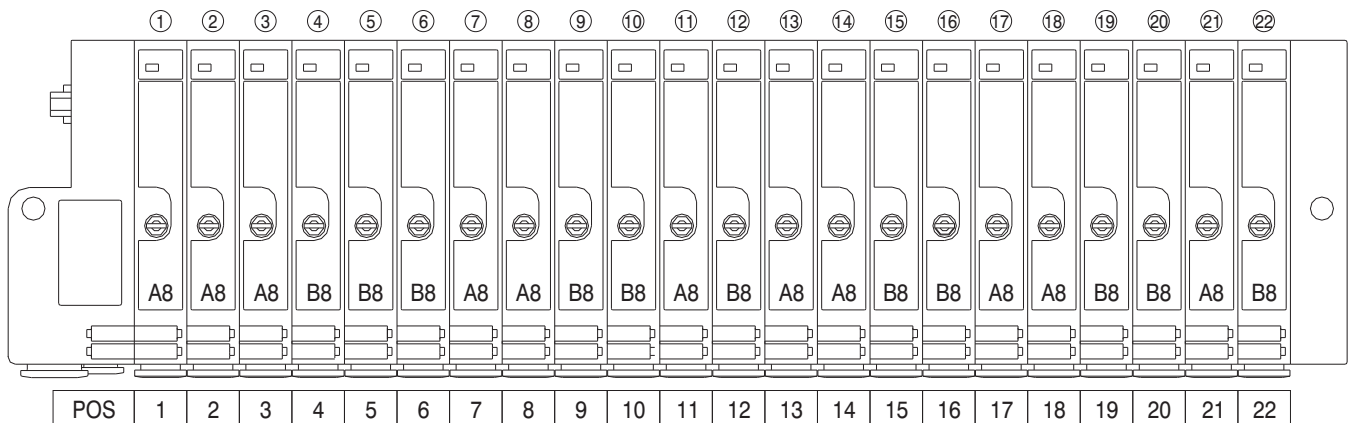 ① ② ③ ④ ⑤ ⑥ ⑦ ⑧ ⑨ ⑩ ⑪ ⑫ ⑬ ⑭ ⑮ ⑯ ⑰ ⑱ ⑲ ⑳ ㉑ ㉒
A8 A8 A8 B8 B8 B8 A8 A8 B8 B8 A8 B8 A8 A8 B8 B8 A8 A8 B8 B8 A8 B8
POS 1 2 3 4 5 6 7 8 9 10 11 12 13 14 15 16 17 18 19 20 21 22